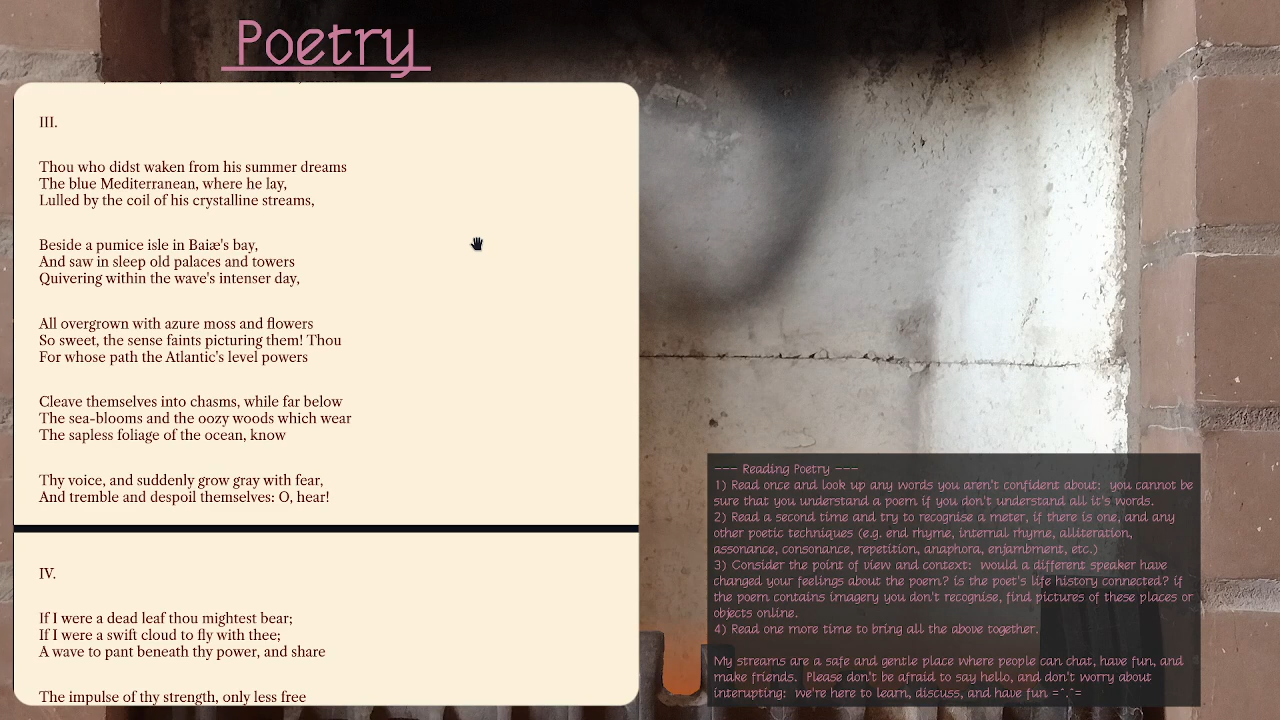 Poetry
III.
Thou who didst waken from his summer dreams
The blue Mediterranean, where he lay,
Lulled by the coil of his crystalline streams,
Beside a pumice isle in Baiæ's bay,
And saw in sleep old palaces and towers
Quivering within the wave's intenser day,
All overgrown with azure moss and flowers
So sweet, the sense faints picturing them! Thou
For whose path the Atlantic's level powers
Cleave themselves into chasms, while far below
The sea-blooms and the oozy woods which wear
The sapless foliage of the ocean, know
Thy voice, and suddenly grow gray with fear,
And tremble and despoil themselves: O, hear!
IV.
If I were a dead leaf thou mightest bear;
If I were a swift cloud to fly with thee;
A wave to pant beneath thy power, and share
The impulse of thy strength, only less free
--- Reading Poetry ---
1) Read once and look up any words you aren't confident about: you cannot be
sure that you understand a poem if you don't understand all it's words.
2) Read a second time and try to recognise a meter, if there is one, and any
other poetic techniques (e.g. end rhyme, internal rhyme, alliteration,
assonance, consonance, repetition, anaphora, enjambment, etc.)
3) Consider the point of view and context: would a different speaker have
changed your feelings about the poem? is the poet's life history connected? if
the poem contains imagery you don't recognise, find pictures of these places or
objects online.
4) Read one more time to bring all the above together.
My streams are a safe and gentle place where people can chat, have fun, and
make friends. Please don't be afraid to say hello, and don't worry about
interupting: we're here to learn, discuss, and have fun =^.^=